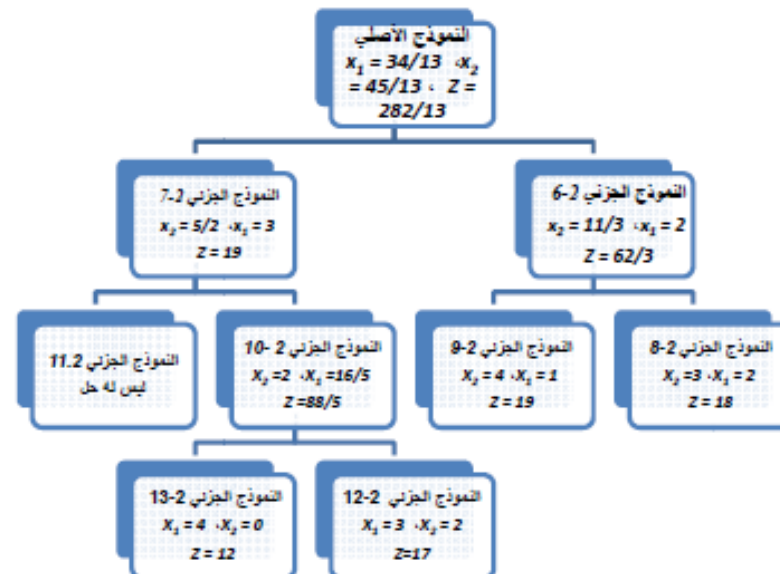 النموذج الأصلي
x₁ = 34/13 ،x₂
= 45/13 ، Z =
282/13
النموذج الجزئي 2-6
x₂ = 11/3 ،x₁ = 2
Z = 62/3
النموذج الجزئي 2-7
x₂ = 5/2 ،x₁ = 3
Z = 19
النموذج الجزئي 2-8
X₂ =3 ،X₁ = 2
Z = 18
النموذج الجزئي 2-9
X₂ = 4 ،X₁ = 1
Z = 19
النموذج الجزئي 2 -10
X₂ =2 ،X₁ =16/5
Z =88/5
النموذج الجزئي 11.2
ليس له حل
النموذج الجزئي 2-12
X₁ = 3 ،X₂ = 2
Z=17
النموذج الجزئي 2-13
X₁ = 4 ،X₂ = 0
Z = 12